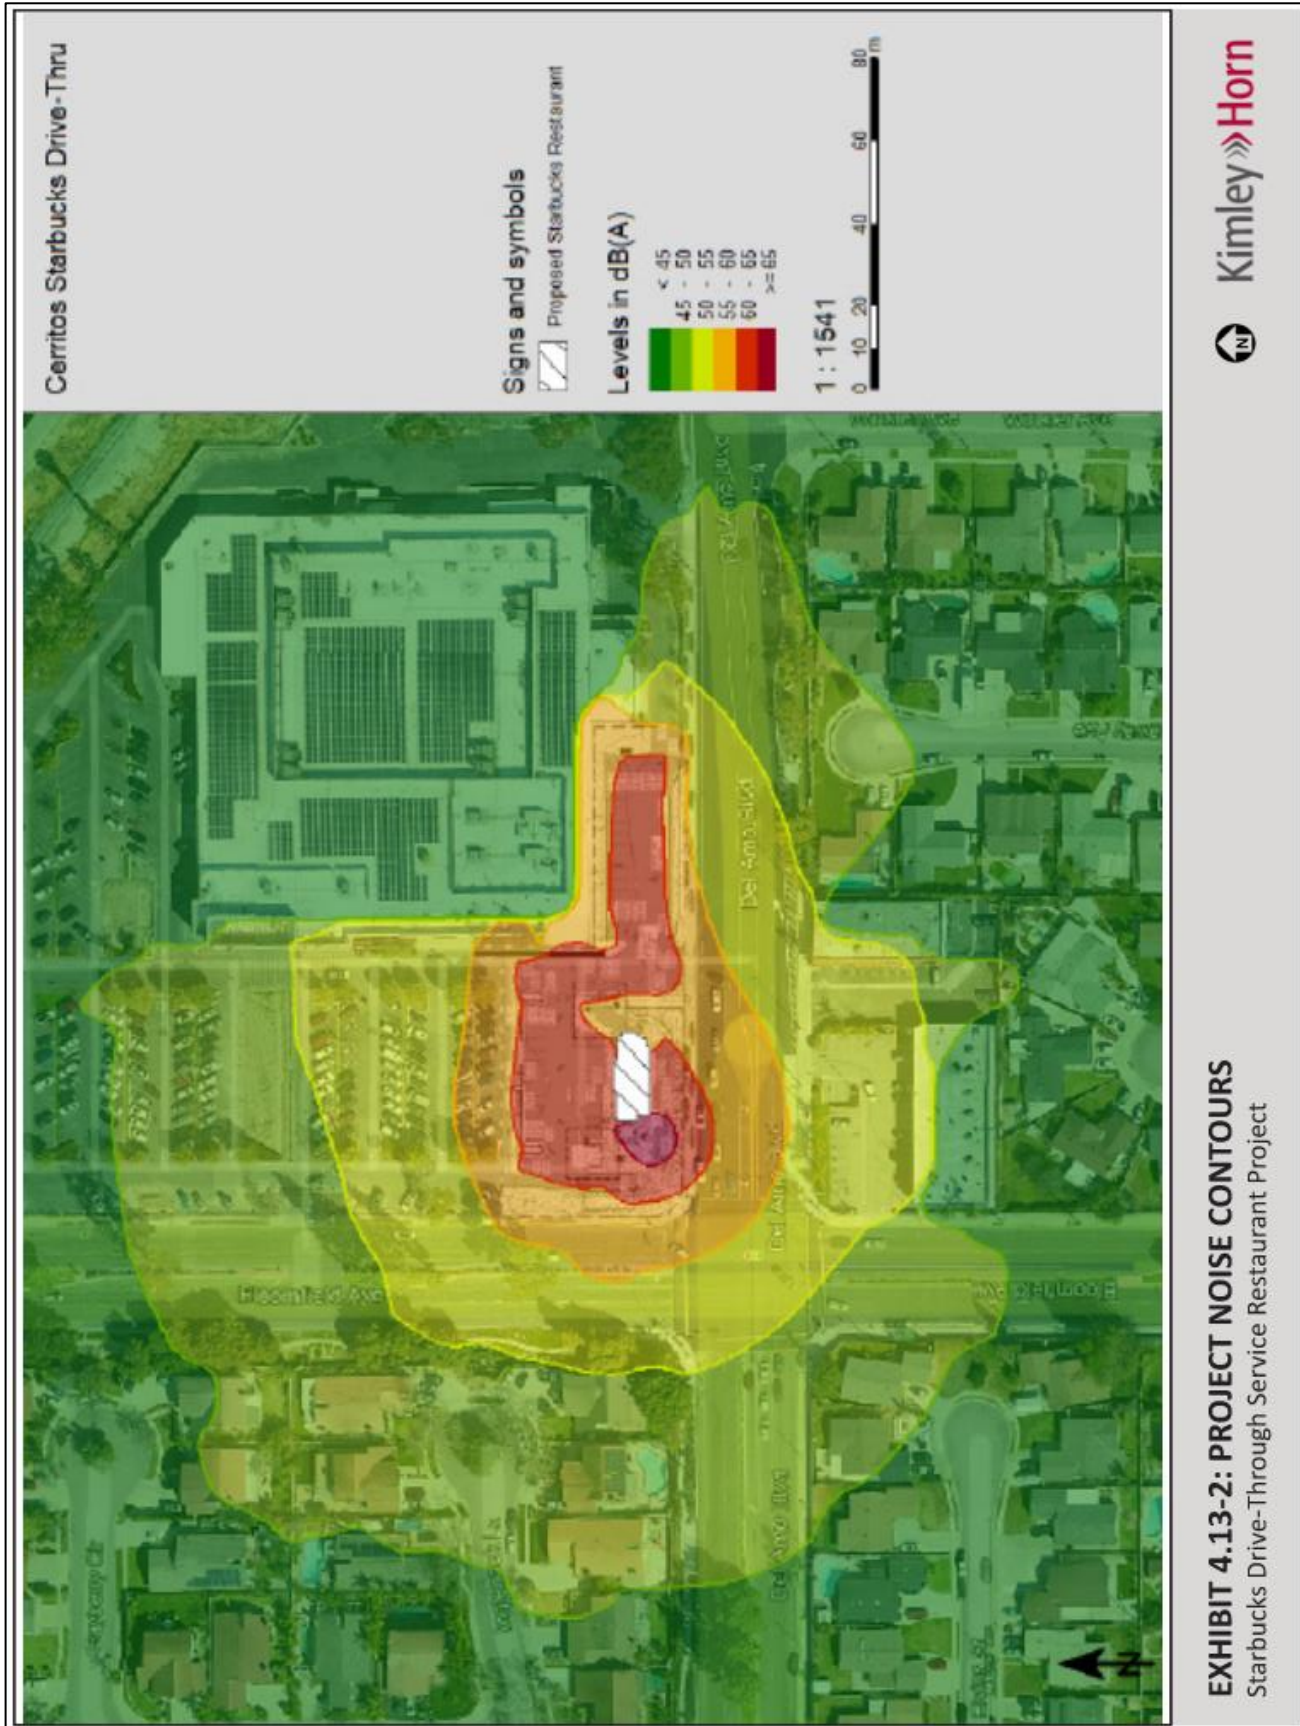 Cerritos Starbucks Drive-Thru
Signs and symbols
Proposed Starbucks Restaurant
Levels in dB(A)
< 45
45 - 50
50 - 55
55 - 60
60 - 65
>= 65
1 : 1541
0 10 20 40 60 80
m
Bloomfield Ave
Del Amo Blvd
Del Amo Blvd
N
EXHIBIT 4.13-2: PROJECT NOISE CONTOURS
Starbucks Drive-Through Service Restaurant Project
N
Kimley»Horn